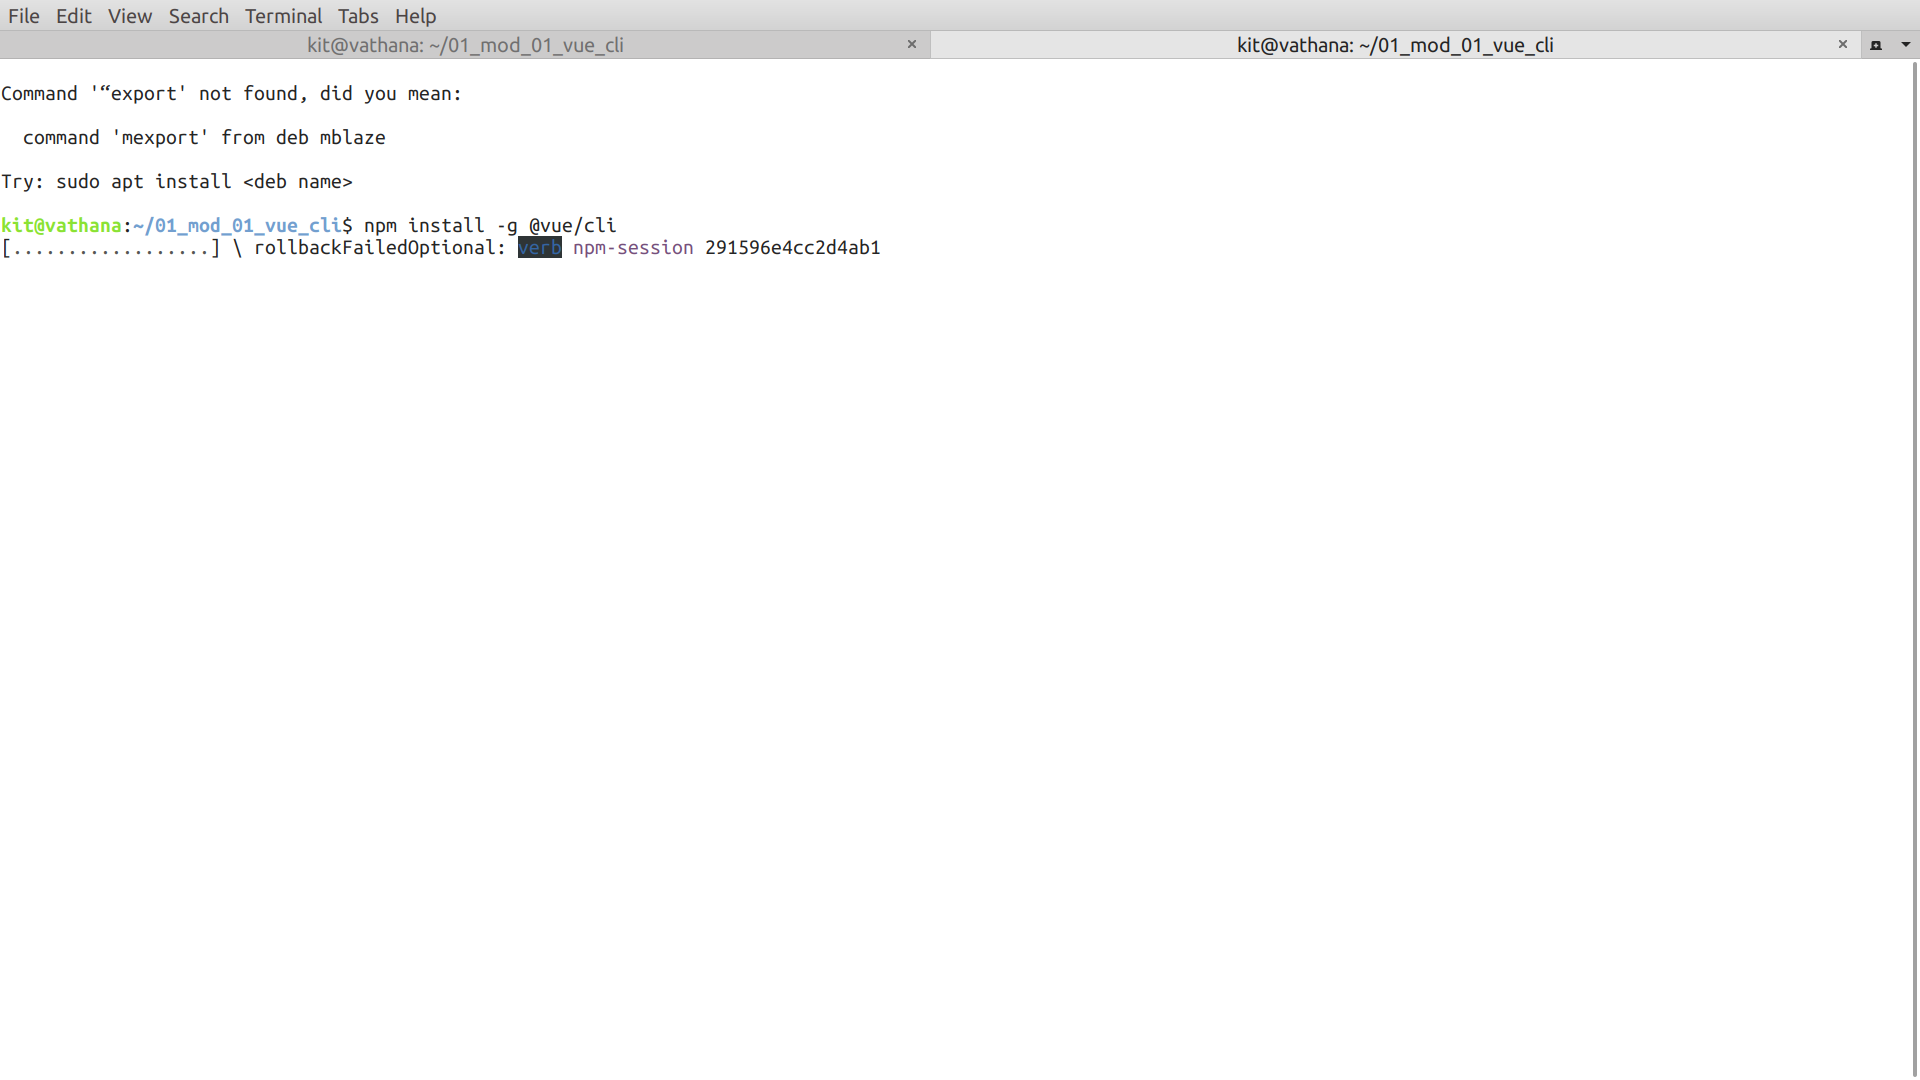 File Edit View Search Terminal Tabs Help
kit@vathana: ~/01_mod_01_vue_cli × kit@vathana: ~/01_mod_01_vue_cli ×
Command '“export' not found, did you mean:
command 'mexport' from deb mblaze
Try: sudo apt install <deb name>
kit@vathana:~/01_mod_01_vue_cli$ npm install -g @vue/cli
[..................] \ rollbackFailedOptional: verb npm-session 291596e4cc2d4ab1